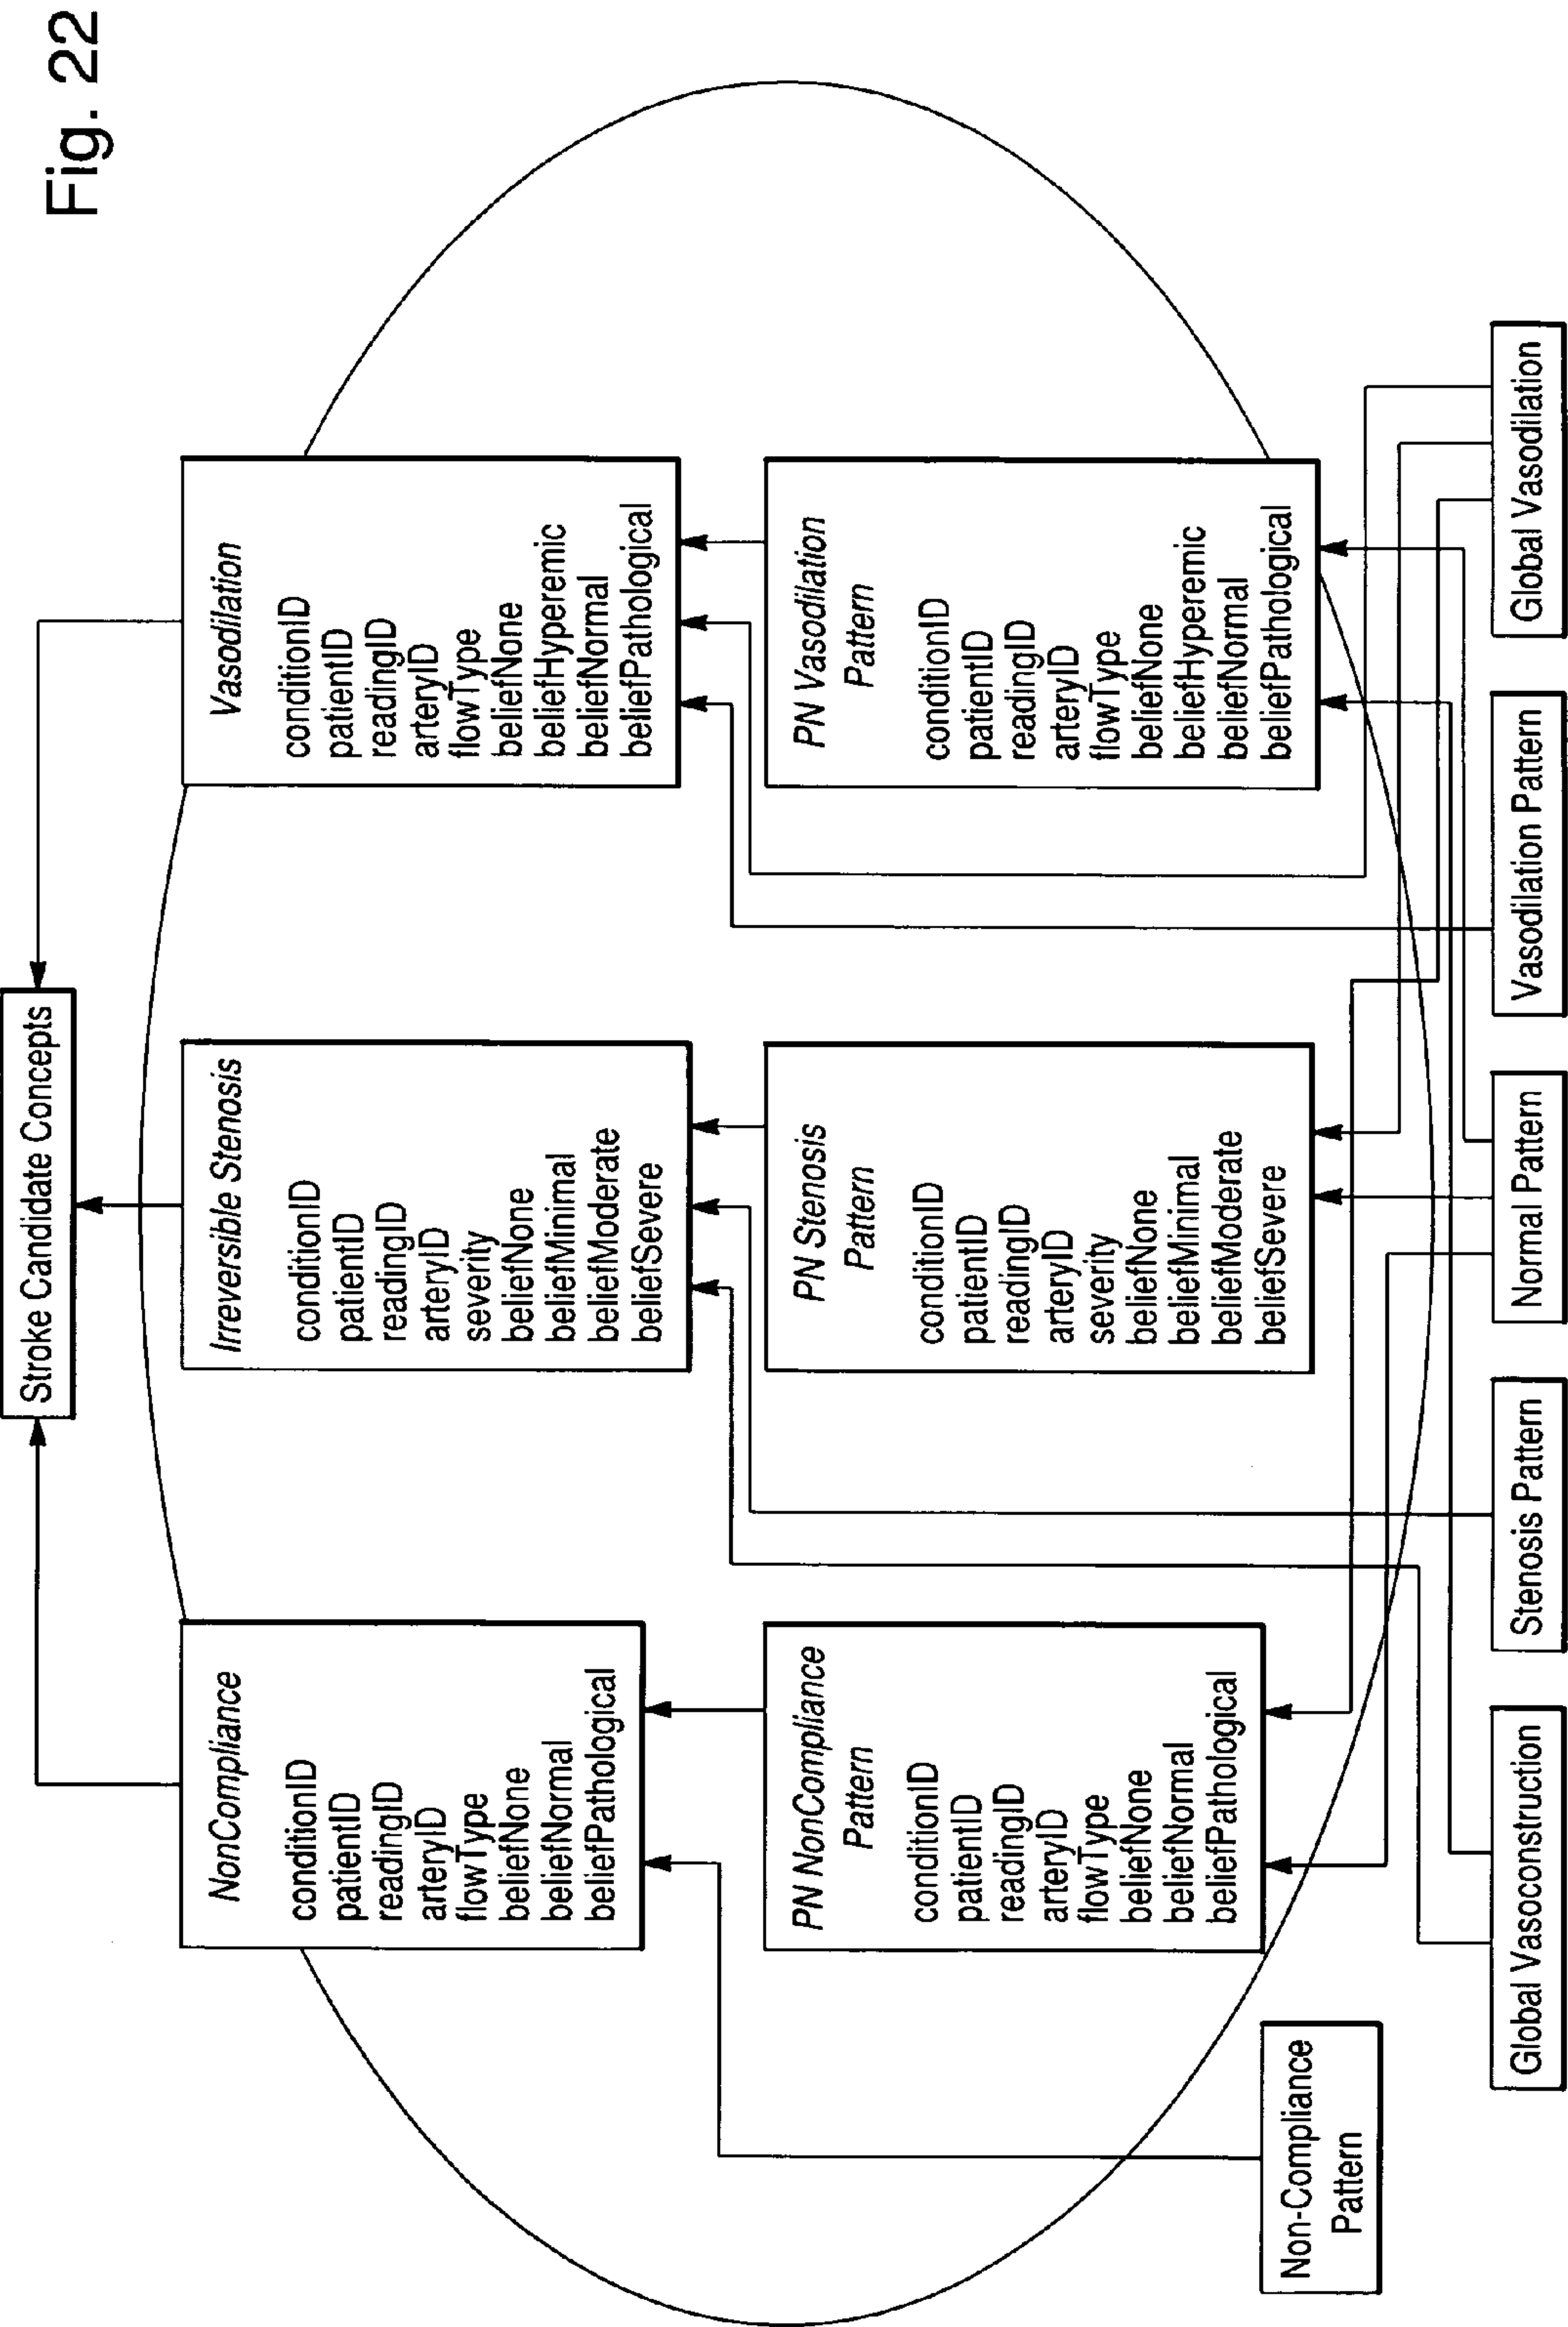 Fig. 22
Stroke Candidate Concepts
NonCompliance
conditionID
patientID
readingID
arteryID
flowType
beliefNone
beliefNormal
beliefPathological
Irreversible Stenosis
conditionID
patientID
readingID
arteryID
severity
beliefNone
beliefMinimal
beliefModerate
beliefSevere
Vasodilation
conditionID
patientID
readingID
arteryID
flowType
beliefNone
beliefHyperemic
beliefNormal
beliefPathological
PN NonCompliance
Pattern
conditionID
patientID
readingID
arteryID
flowType
beliefNone
beliefNormal
beliefPathological
PN Stenosis
Pattern
conditionID
patientID
readingID
arteryID
severity
beliefNone
beliefMinimal
beliefModerate
beliefSevere
PN Vasodilation
Pattern
conditionID
patientID
readingID
arteryID
flowType
beliefNone
beliefHyperemic
beliefNormal
beliefPathological
Non-Compliance
Pattern
Global Vasoconstruction
Stenosis Pattern
Normal Pattern
Vasodilation Pattern
Global Vasodilation